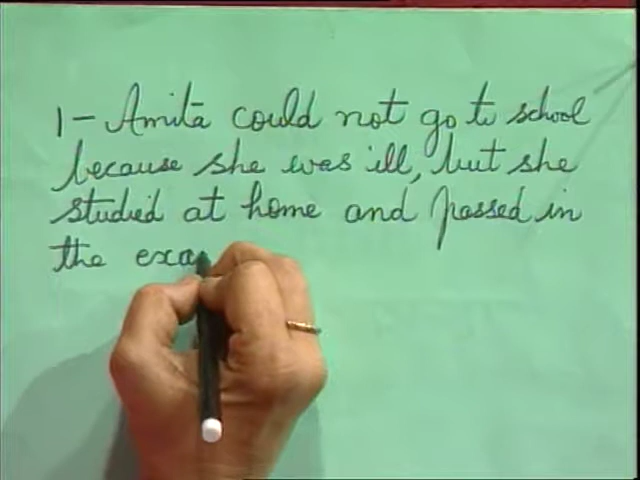 1- Amitā could not go to school
because she was ill, but she
studied at home and passed in
the exa